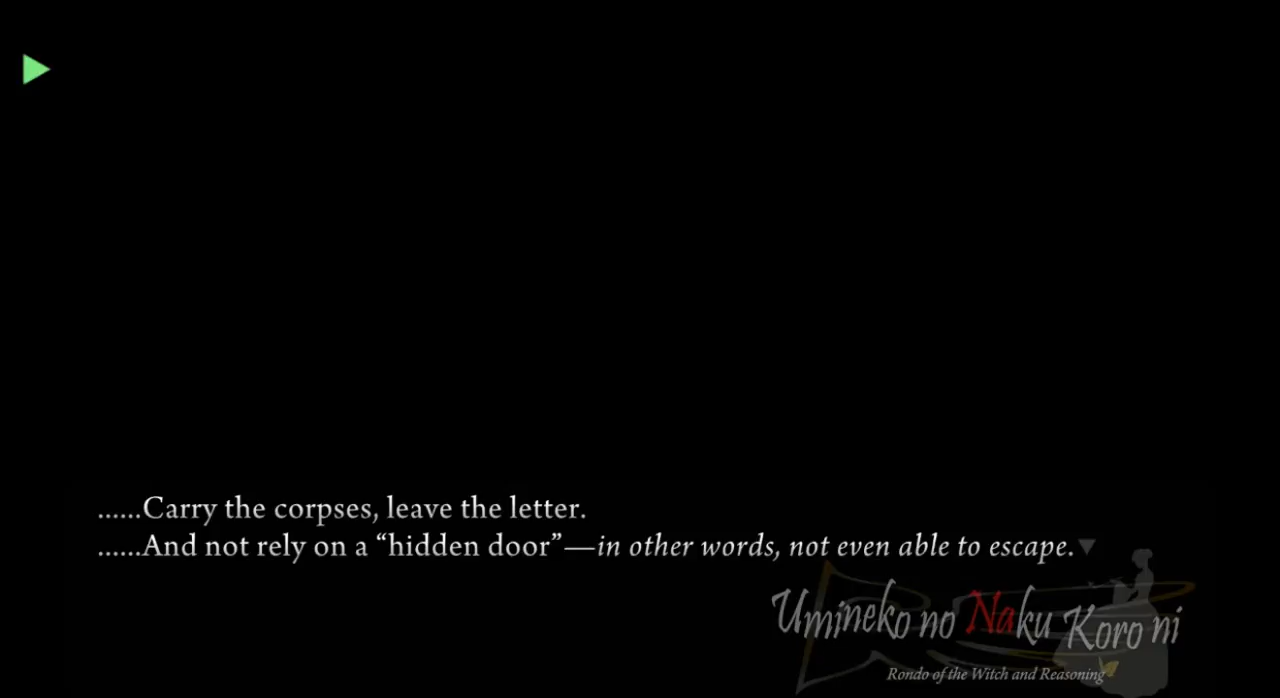 ......Carry the corpses, leave the letter.
......And not rely on a “hidden door”—in other words, not even able to escape.
Umineko no Naku Koro ni
Rondo of the Witch and Reasoning